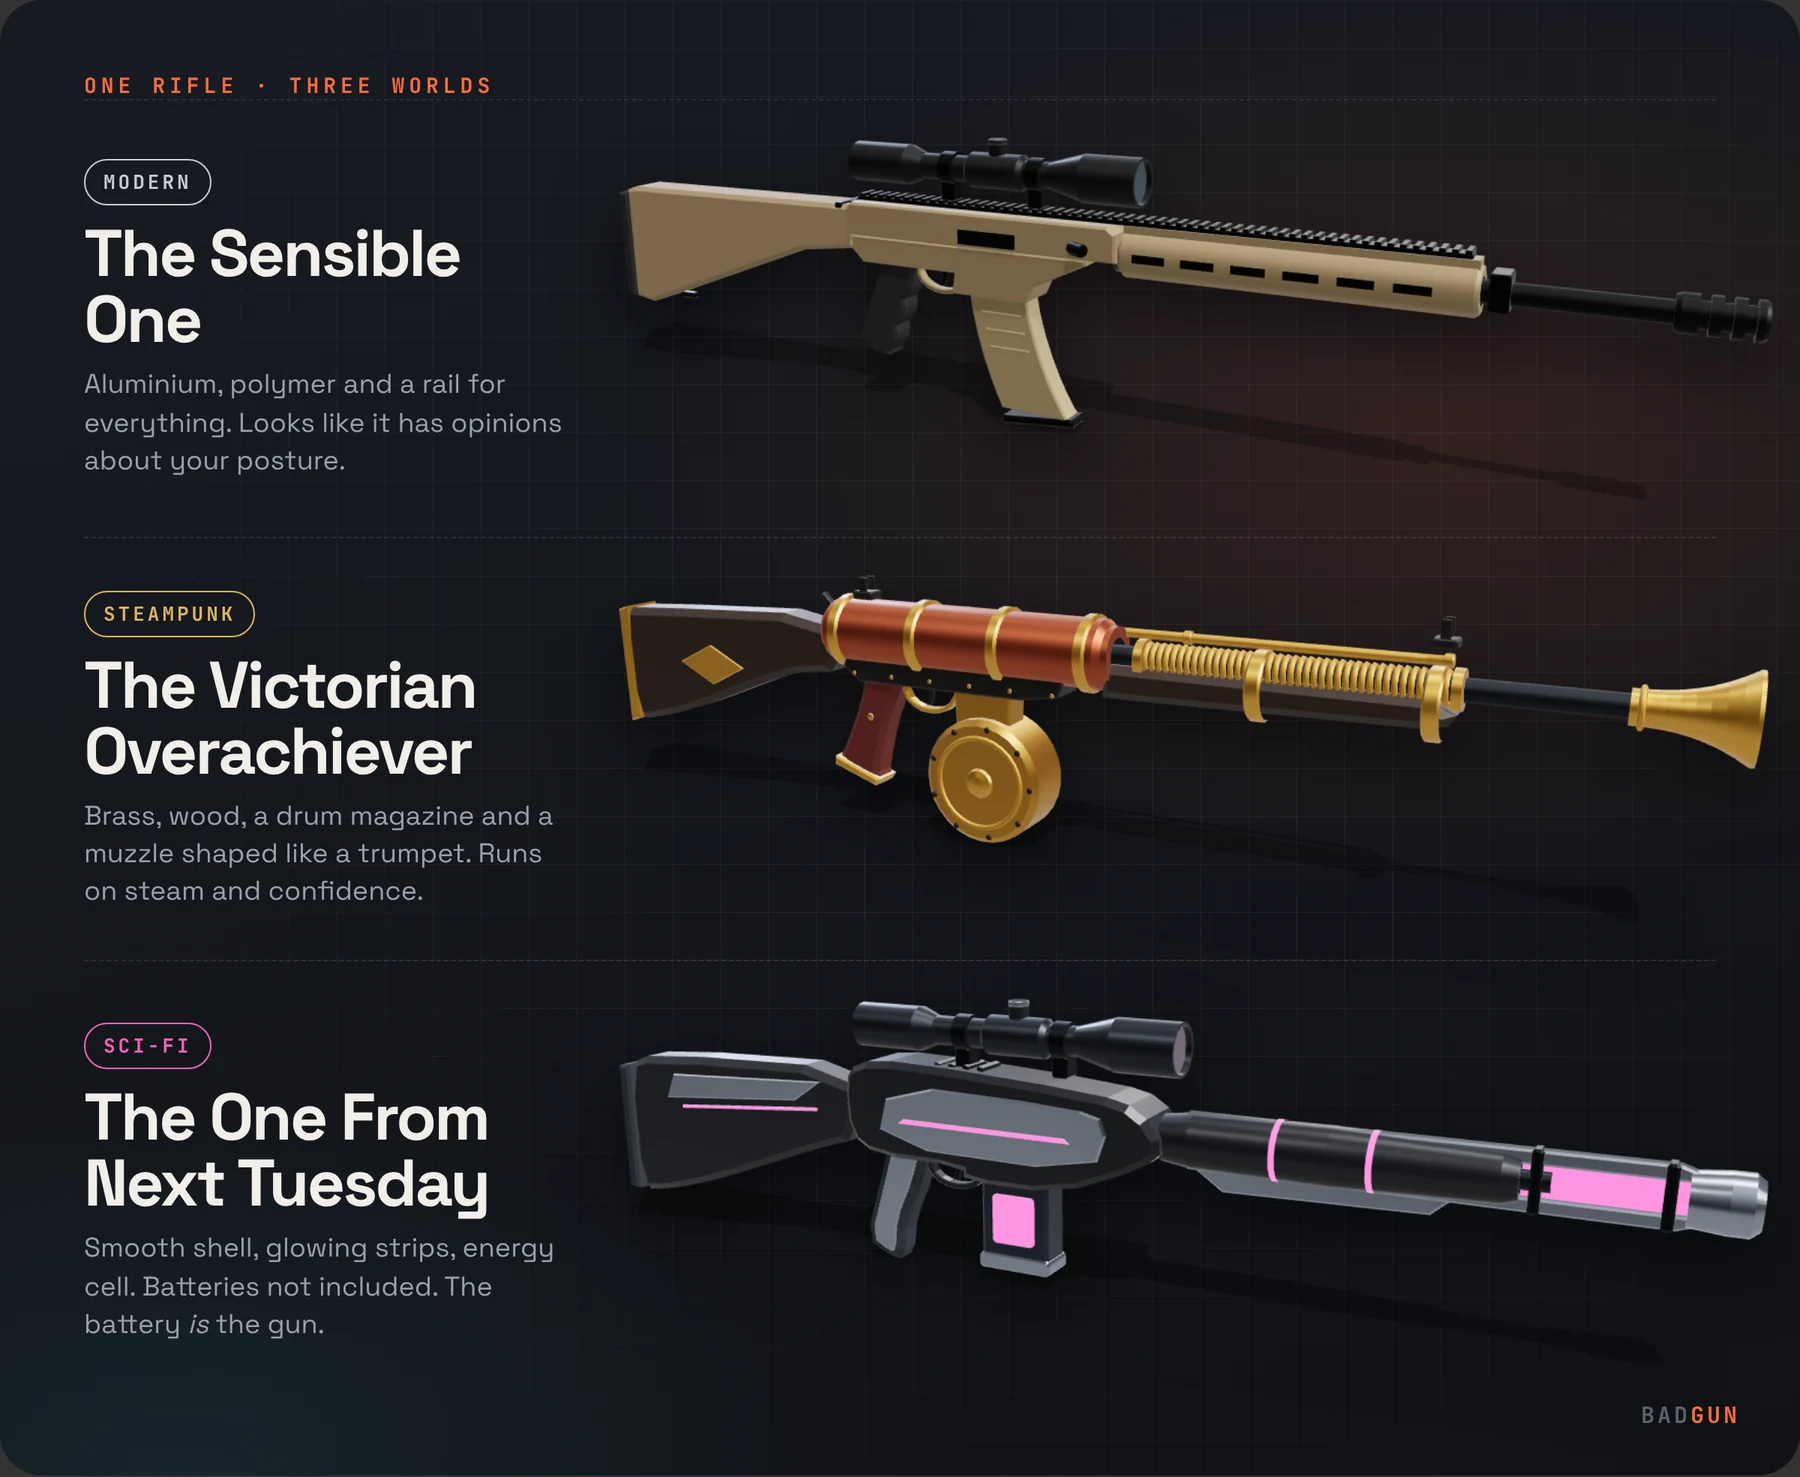 ONE RIFLE · THREE WORLDS
MODERN
The Sensible
One
Aluminium, polymer and a rail for
everything. Looks like it has opinions
about your posture.
STEAMPUNK
The Victorian
Overachiever
Brass, wood, a drum magazine and a
muzzle shaped like a trumpet. Runs
on steam and confidence.
SCI-FI
The One From
Next Tuesday
Smooth shell, glowing strips, energy
cell. Batteries not included. The
battery is the gun.
BADGUN